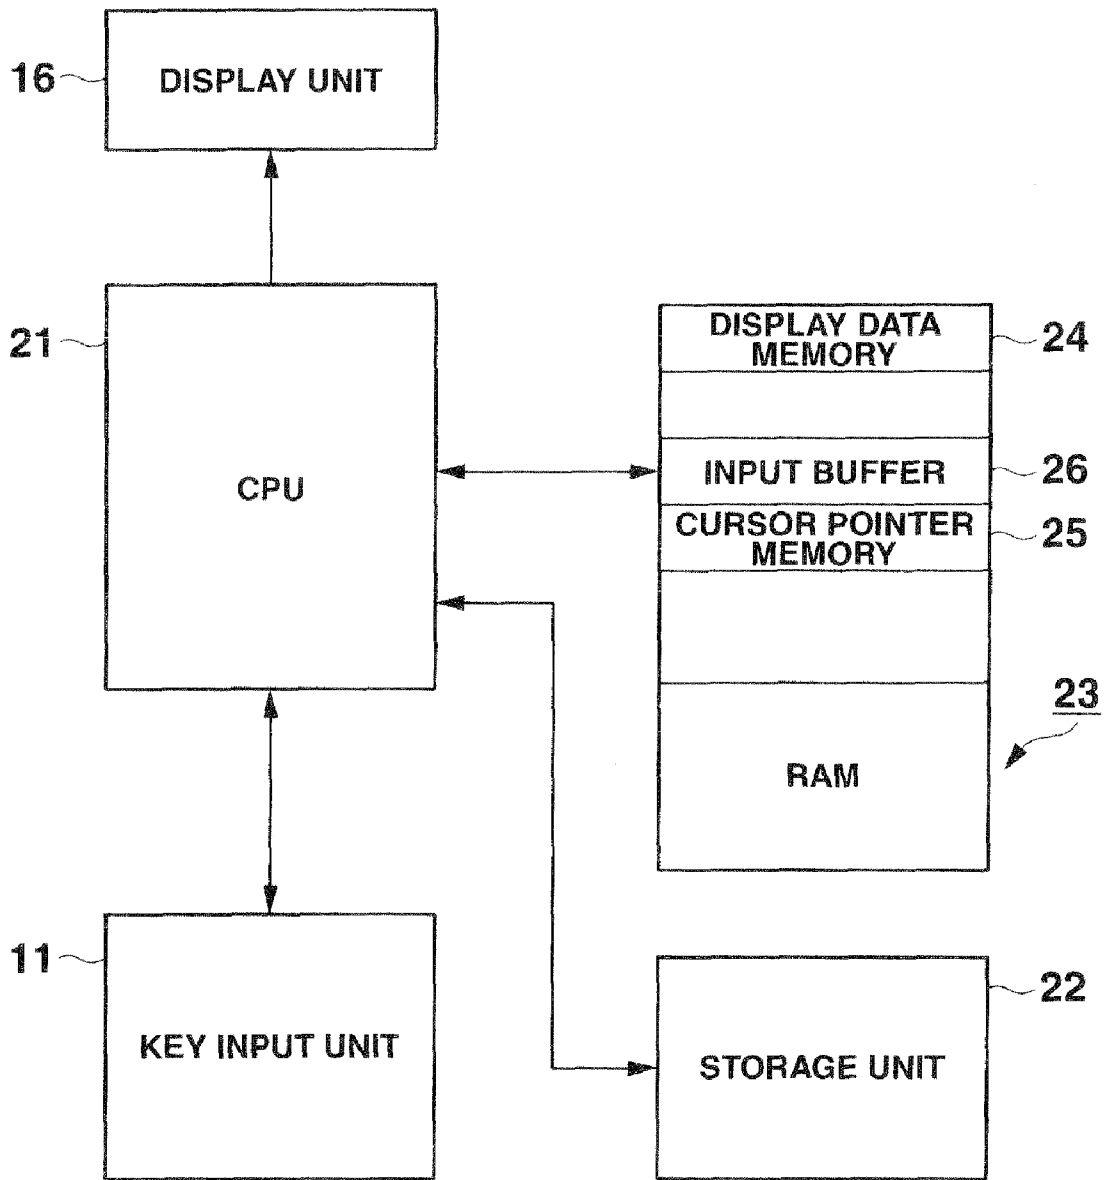 16
DISPLAY UNIT
21
CPU
DISPLAY DATA
MEMORY
24
INPUT BUFFER
26
CURSOR POINTER
MEMORY
25
23
RAM
11
KEY INPUT UNIT
22
STORAGE UNIT